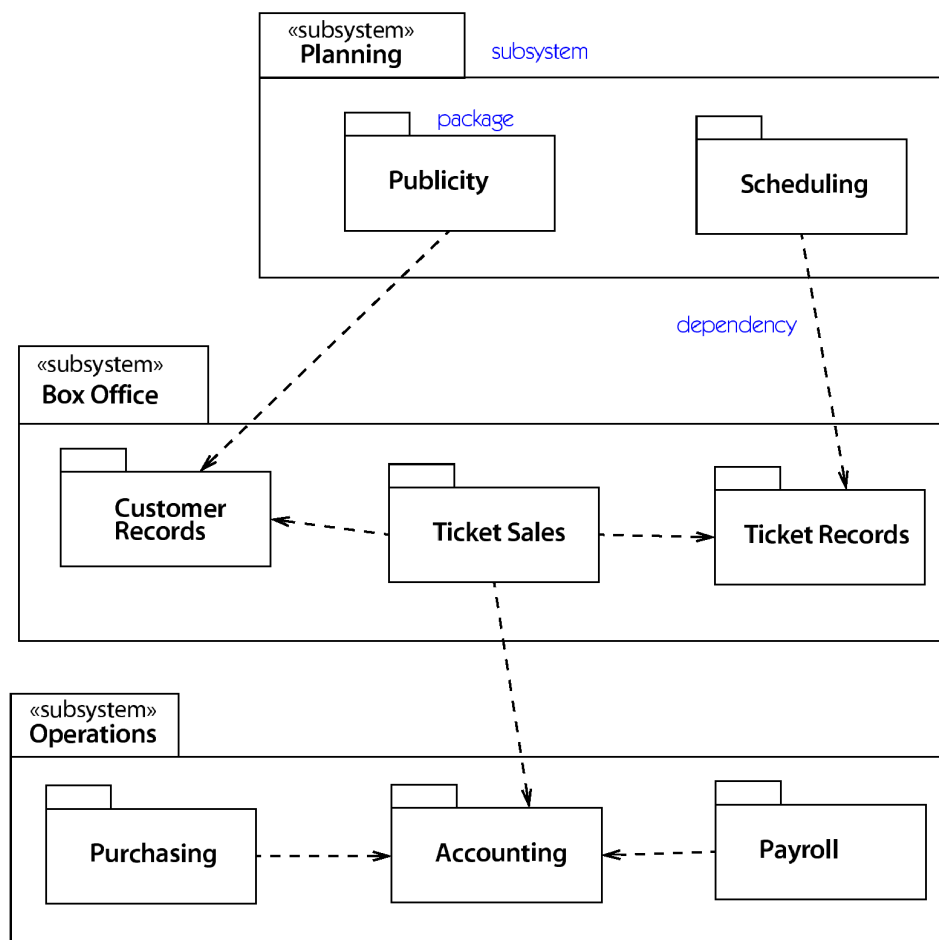 «subsystem»
Planning
subsystem
package
Publicity
Scheduling
dependency
«subsystem»
Box Office
Customer
Records
Ticket Sales
Ticket Records
«subsystem»
Operations
Purchasing
Accounting
Payroll